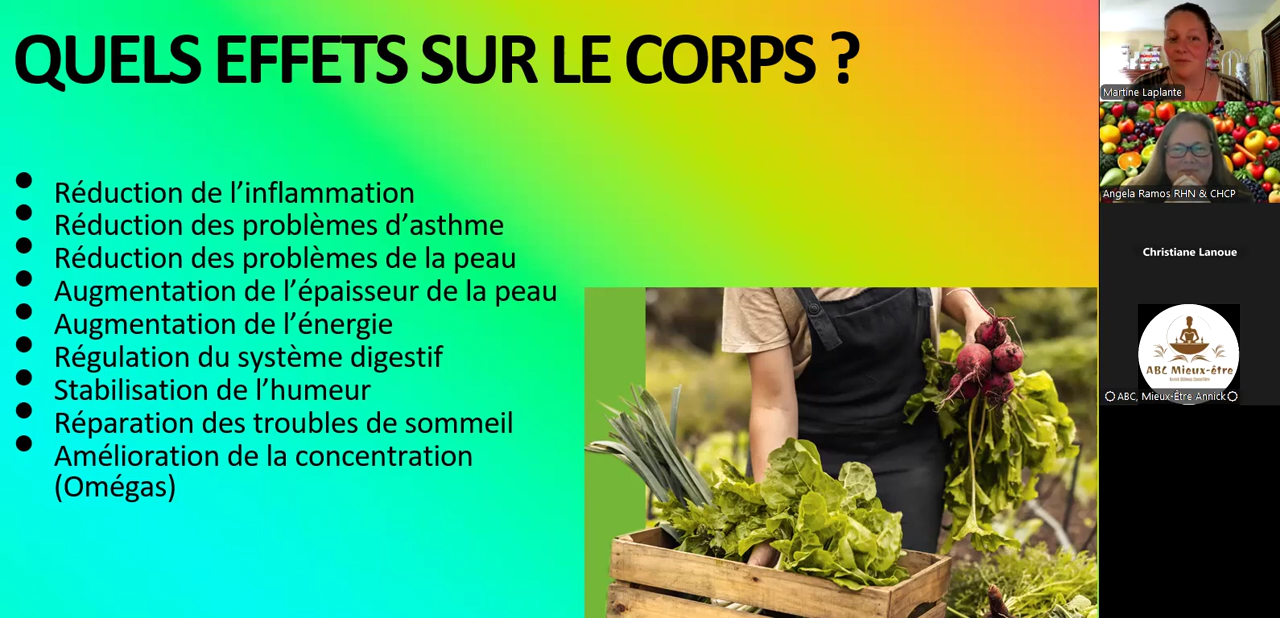 QUELS EFFETS SUR LE CORPS ?
• Réduction de l’inflammation
• Réduction des problèmes d’asthme
• Réduction des problèmes de la peau
• Augmentation de l’épaisseur de la peau
• Augmentation de l’énergie
• Régulation du système digestif
• Stabilisation de l’humeur
• Réparation des troubles de sommeil
• Amélioration de la concentration
(Omégas)
Martine Laplante
Angela Ramos RHN & CHCP
Christiane Lanoue
ABC Mieux-être
ABC, Mieux-Être Annick